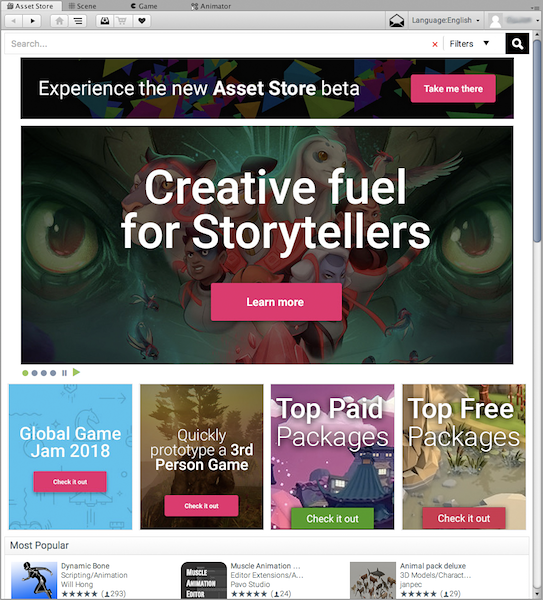 Asset Store
Scene
Game
Animator
Language:English
Search...
Filters
Experience the new Asset Store beta
Take me there
Creative fuel
for Storytellers
Learn more
Global Game
Jam 2018
Check it out
Quickly
prototype a 3rd
Person Game
Check it out
Top Paid
Packages
Check it out
Top Free
Packages
Check it out
Most Popular
Dynamic Bone
Scripting/Animation
Will Hong
(293)
MUSCLE
ANIMATION
EDITOR
Muscle Animation ...
Editor Extensions/A...
Pavo Studio
(24)
Animal pack deluxe
3D Models/Charact...
janpec
(29)